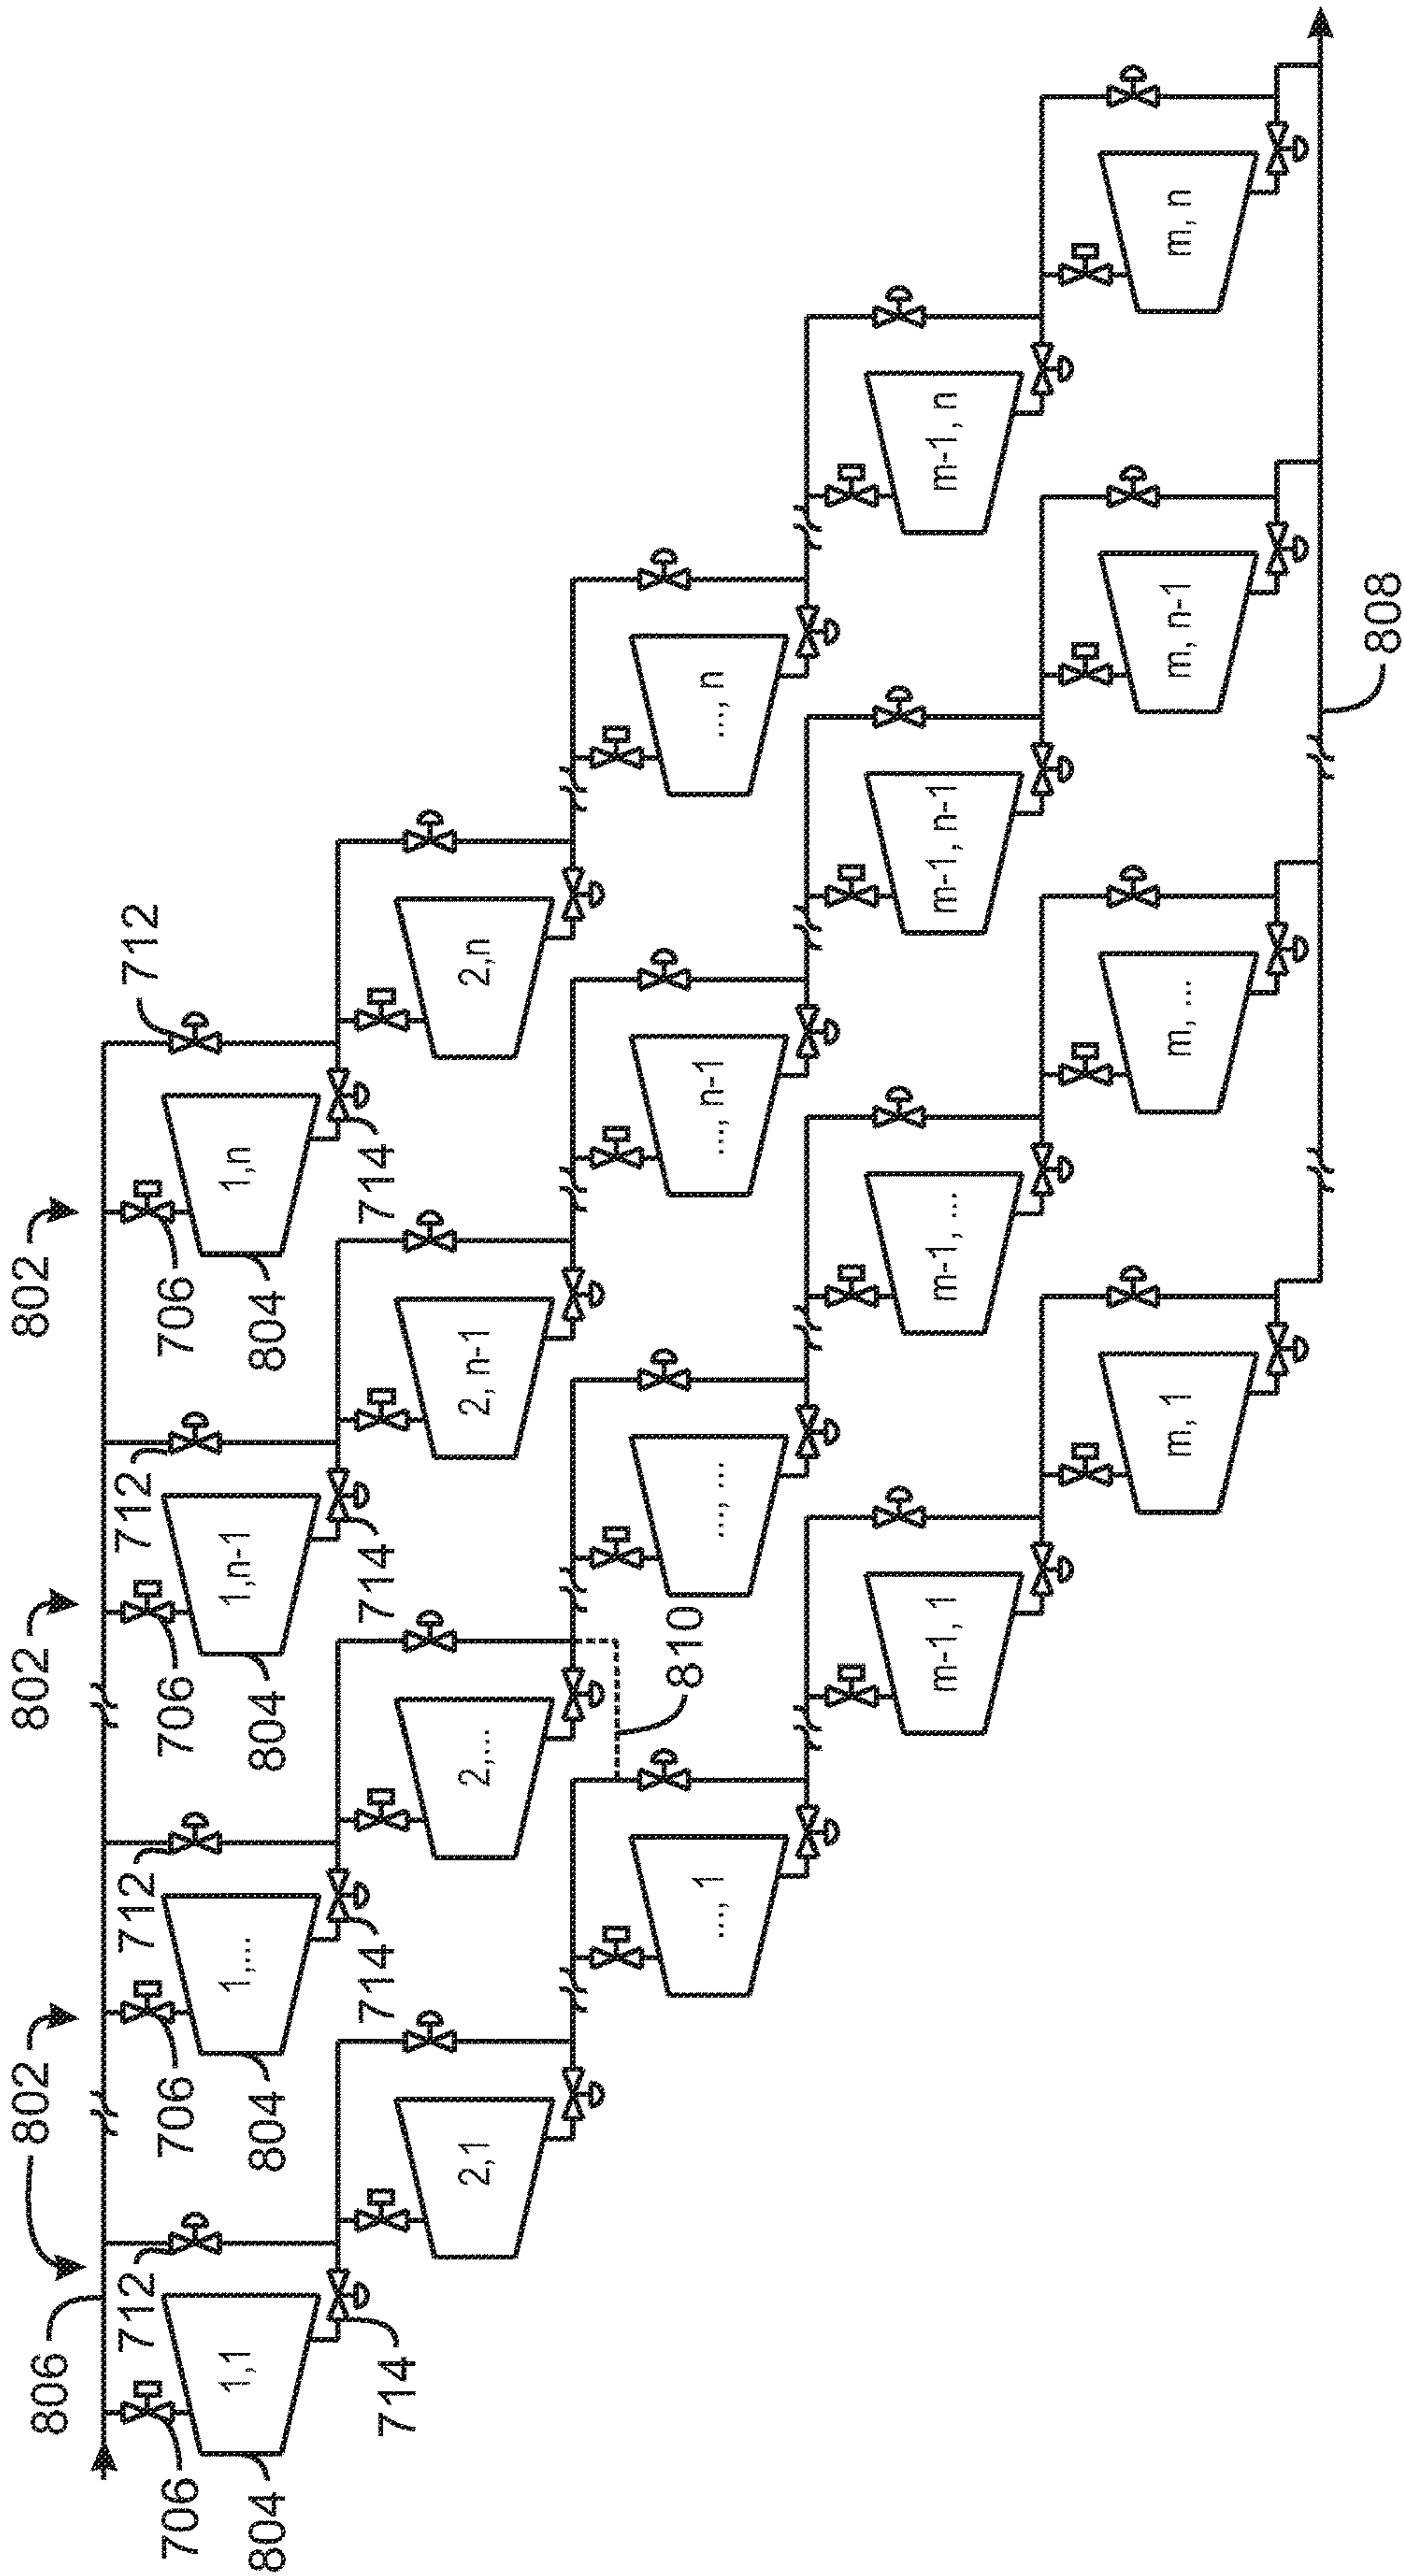 802 802 802
806
712 712 712 712
706 706 706 706
1,1 1,... 1,n-1 1,n
804 804 804 804
714 714 714 714
2,1 2,... 2, n-1 2,n
810
..., 1 ..., ... ..., n-1 ..., n
m-1, 1 m-1, ... m-1, n-1 m-1, n
m, 1 m, ... m, n-1 m, n
808